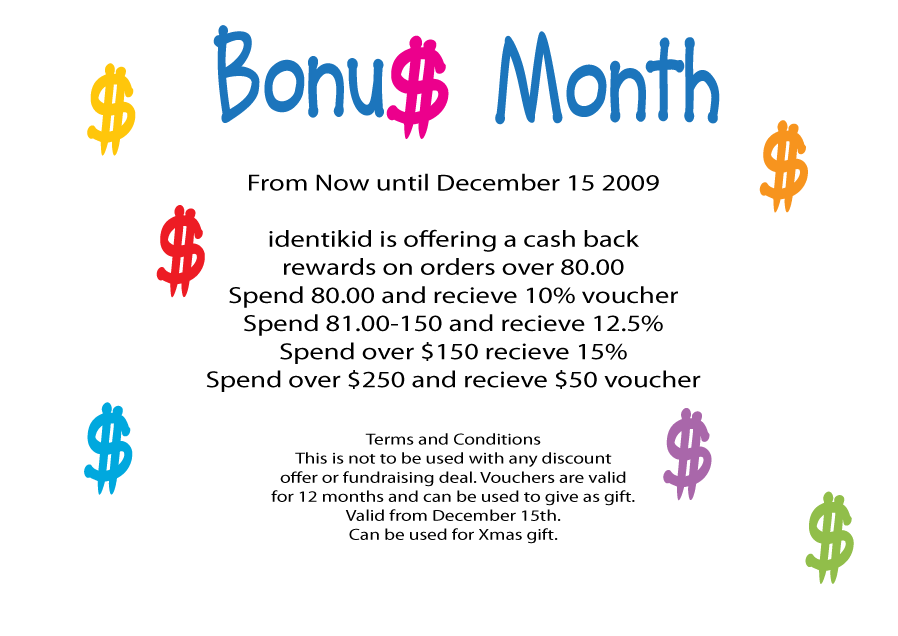 Bonu$ Month
From Now until December 15 2009
identikid is offering a cash back
rewards on orders over 80.00
Spend 80.00 and recieve 10% voucher
Spend 81.00-150 and recieve 12.5%
Spend over $150 recieve 15%
Spend over $250 and recieve $50 voucher
Terms and Conditions
This is not to be used with any discount
offer or fundraising deal. Vouchers are valid
for 12 months and can be used to give as gift.
Valid from December 15th.
Can be used for Xmas gift.